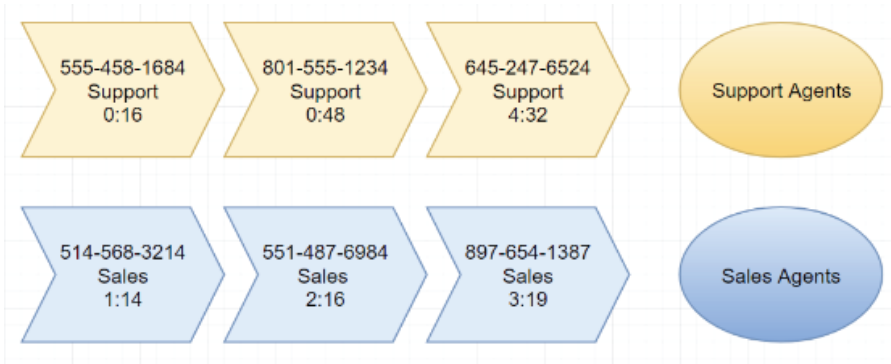 555-458-1684
Support
0:16
801-555-1234
Support
0:48
645-247-6524
Support
4:32
Support Agents
514-568-3214
Sales
1:14
551-487-6984
Sales
2:16
897-654-1387
Sales
3:19
Sales Agents